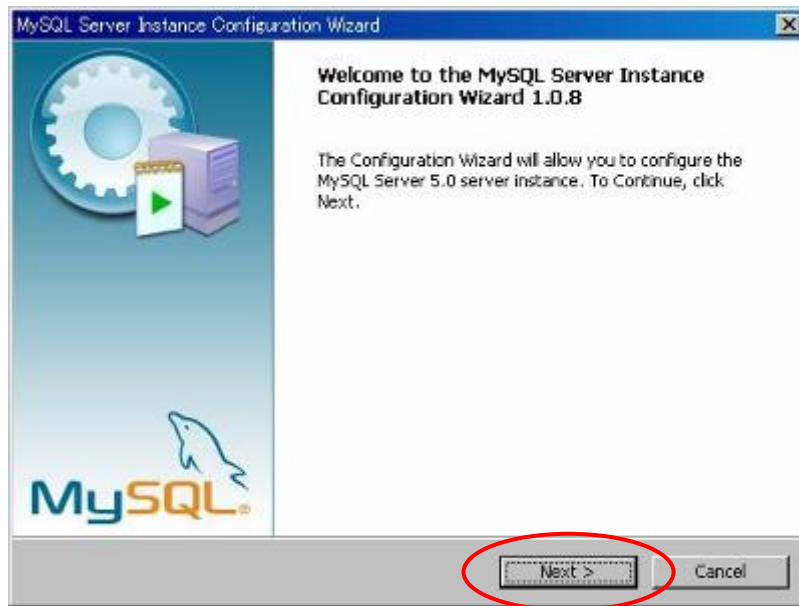 MySQL Server Instance Configuration Wizard
Welcome to the MySQL Server Instance
Configuration Wizard 1.0.8
The Configuration Wizard will allow you to configure the
MySQL Server 5.0 server instance. To Continue, click
Next.
MySQL®
Next >
Cancel